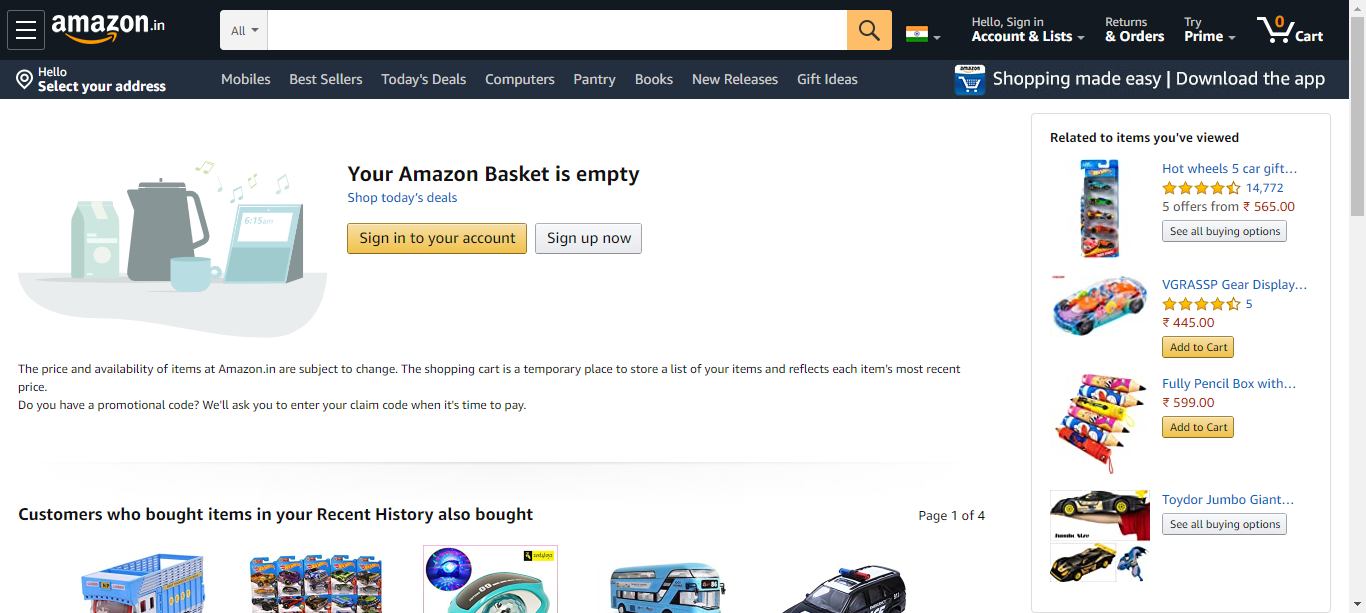 amazon.in
All
Hello, Sign in
Account & Lists
Returns
& Orders
Try
Prime
0
Cart
Hello
Select your address
Mobiles
Best Sellers
Today's Deals
Computers
Pantry
Books
New Releases
Gift Ideas
amazon
Shopping made easy | Download the app
6:15am
Your Amazon Basket is empty
Shop today's deals
Sign in to your account
Sign up now
The price and availability of items at Amazon.in are subject to change. The shopping cart is a temporary place to store a list of your items and reflects each item's most recent
price.
Do you have a promotional code? We'll ask you to enter your claim code when it's time to pay.
Related to items you've viewed
Hot wheels 5 car gift…
14,772
5 offers from ₹ 565.00
See all buying options
VGRASSP Gear Display…
5
₹ 445.00
Add to Cart
Fully Pencil Box with…
₹ 599.00
Add to Cart
Toydor Jumbo Giant…
See all buying options
Jumbo Size
Customers who bought items in your Recent History also bought
Page 1 of 4